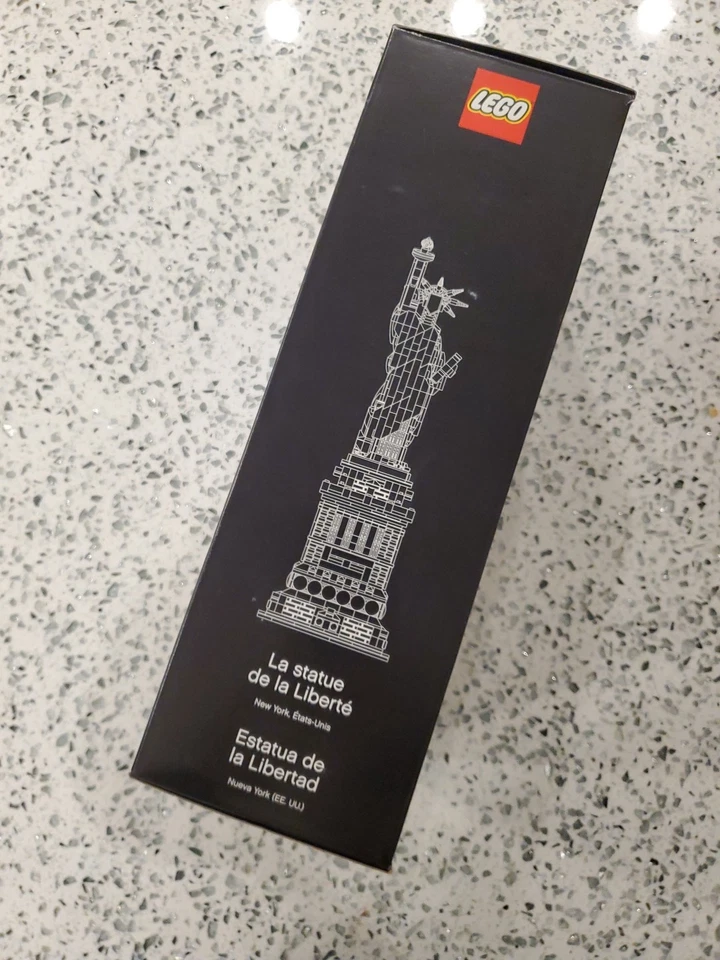 LEGO
La statue
de la Liberté
New York, États-Unis
Estatua de
la Libertad
Nueva York (EE. UU.)